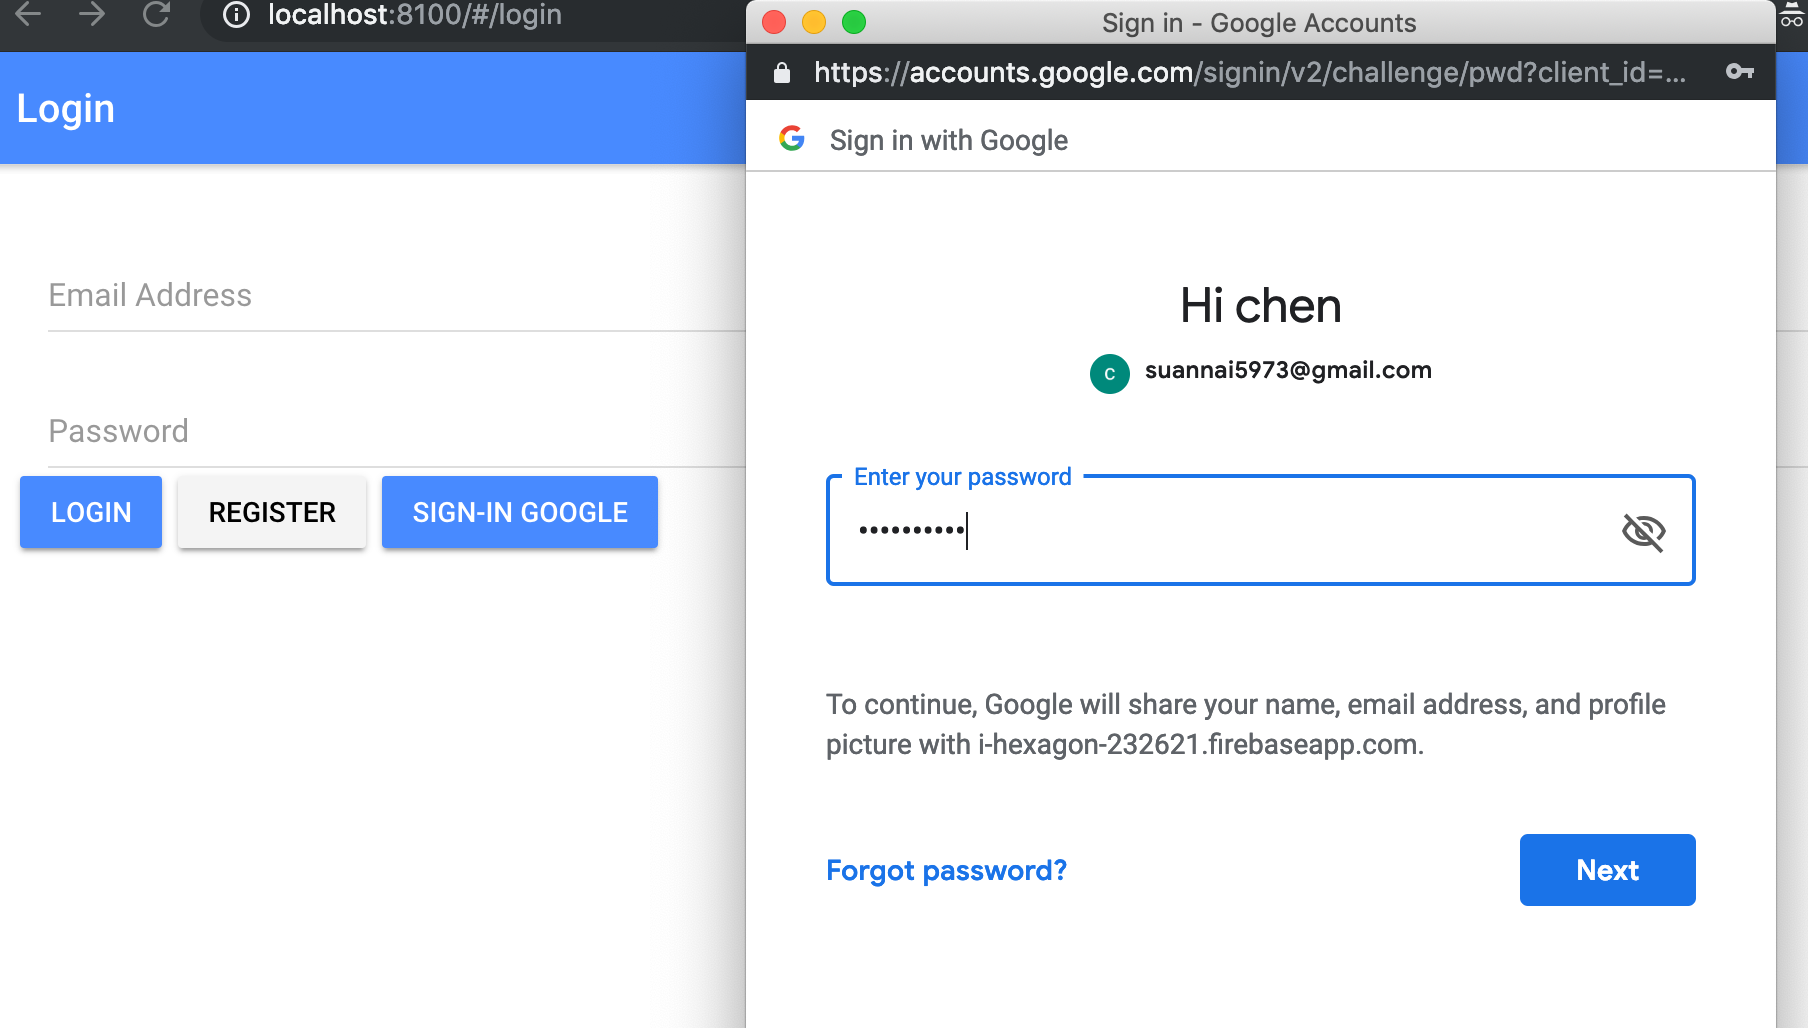 localhost:8100/#/login
Login
Email Address
Password
LOGIN
REGISTER
SIGN-IN GOOGLE
Sign in - Google Accounts
https://accounts.google.com/signin/v2/challenge/pwd?client_id=...
Sign in with Google
Hi chen
c
suannai5973@gmail.com
Enter your password
••••••••••
To continue, Google will share your name, email address, and profile
picture with i-hexagon-232621.firebaseapp.com.
Forgot password?
Next